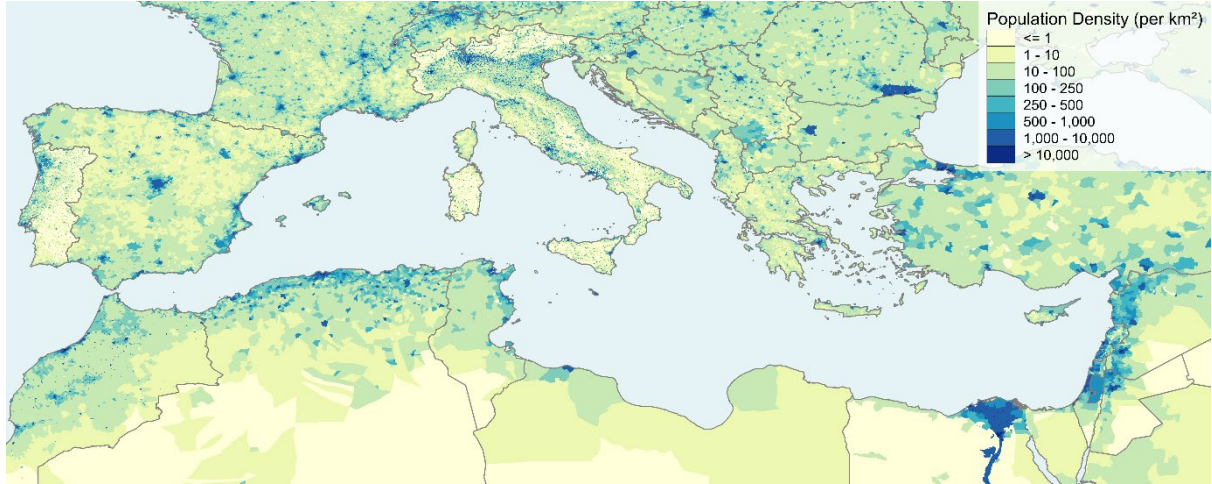 Population Density (per km²)
<= 1
1 - 10
10 - 100
100 - 250
250 - 500
500 - 1,000
1,000 - 10,000
> 10,000